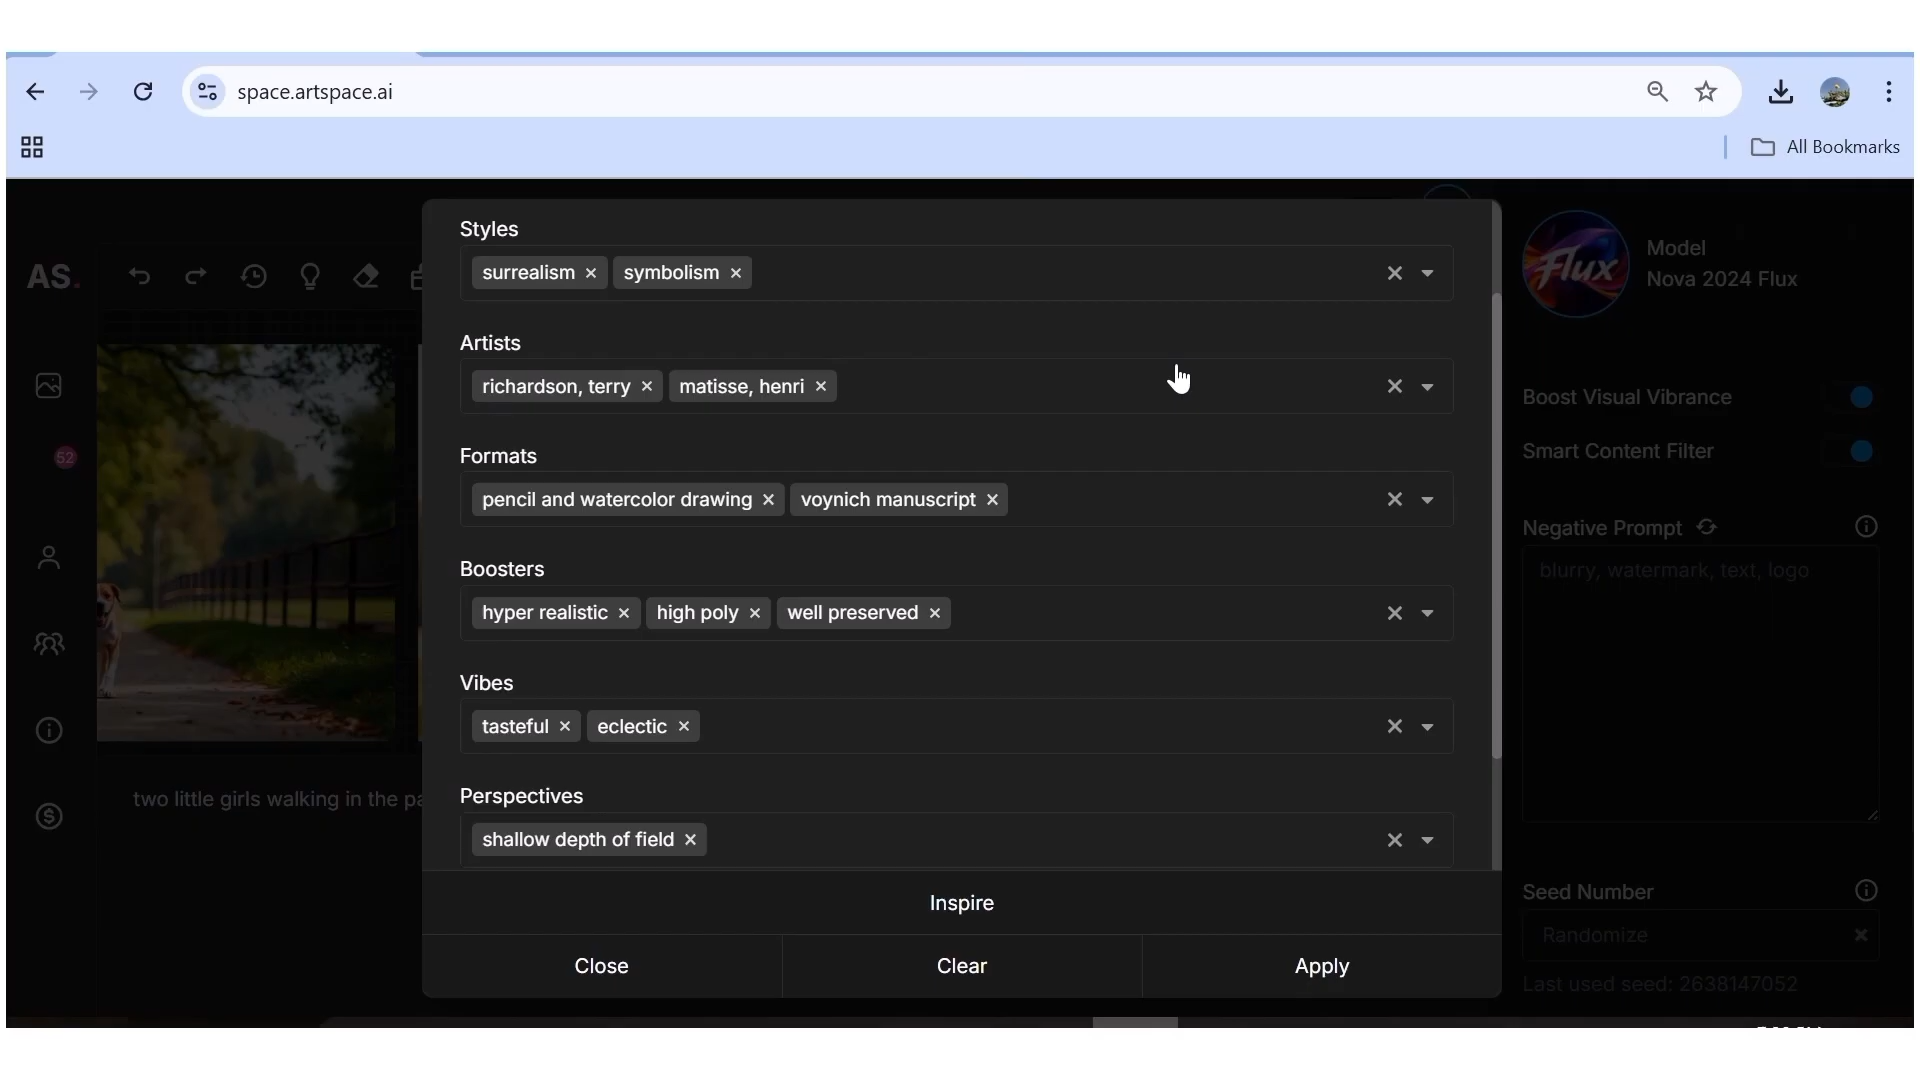 space.artspace.ai
All Bookmarks
AS.
52
two little girls walking in the pa
Styles
surrealism × symbolism ×
Artists
richardson, terry × matisse, henri ×
Formats
pencil and watercolor drawing × voynich manuscript ×
Boosters
hyper realistic × high poly × well preserved ×
Vibes
tasteful × eclectic ×
Perspectives
shallow depth of field ×
Inspire
Close Clear Apply
Flux
Model
Nova 2024 Flux
Boost Visual Vibrance
Smart Content Filter
Negative Prompt
blurry, watermark, text, logo
Seed Number
Randomize
Last used seed: 2638147052